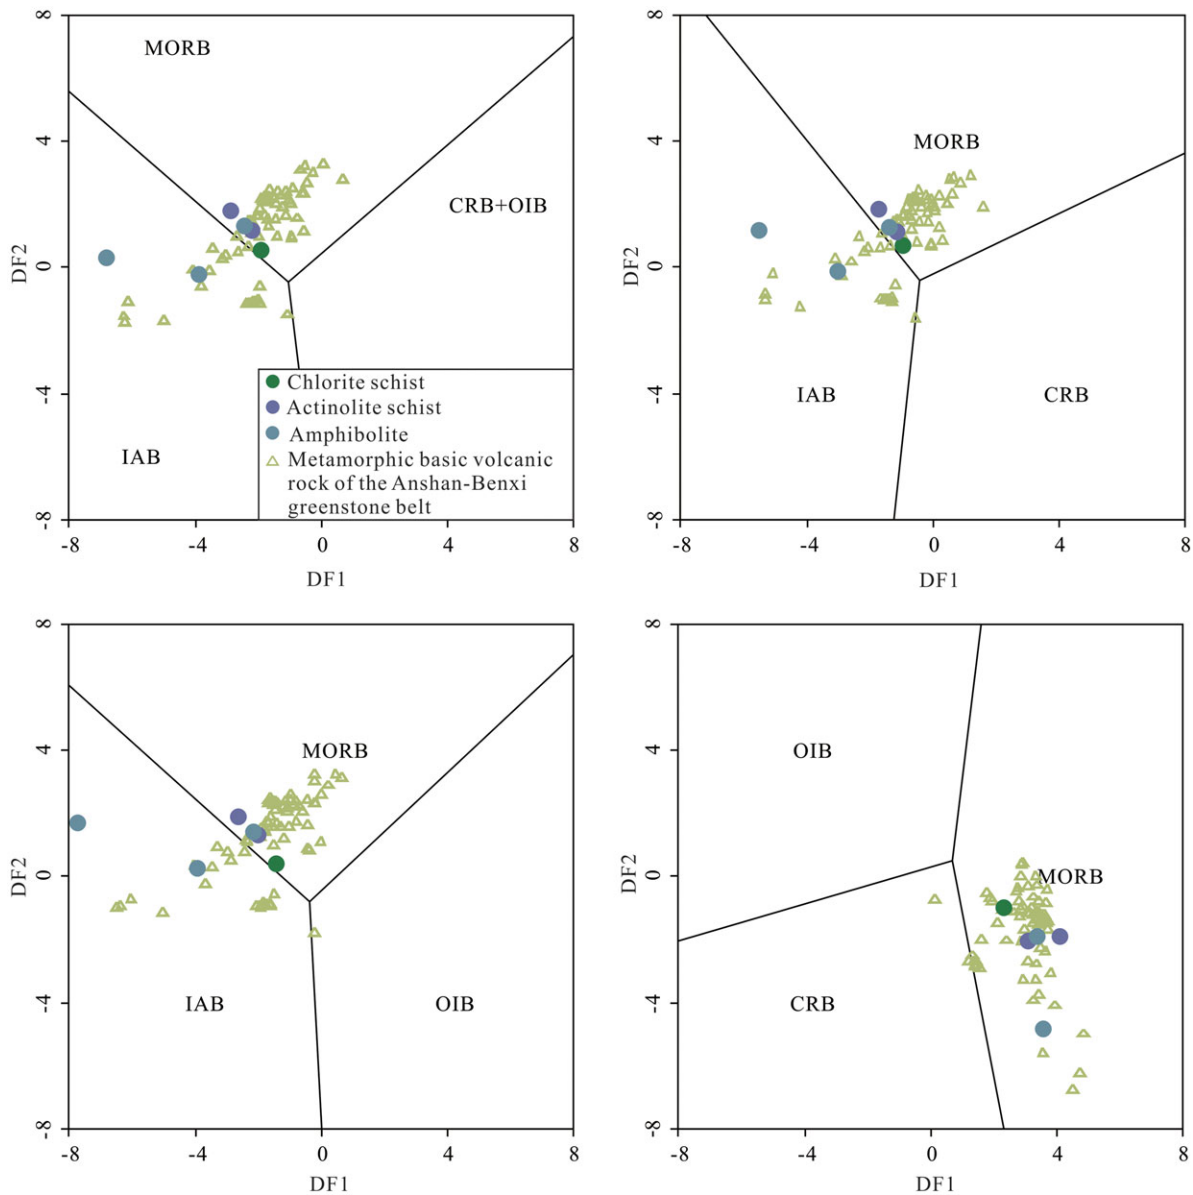 8
MORB
4
CRB+OIB
DF2
0
-4
Chlorite schist
Actinolite schist
Amphibolite
Metamorphic basic volcanic
rock of the Anshan-Benxi
greenstone belt
IAB
-8
-8 -4 0 4 8
DF1
8
4
MORB
DF2
0
-4
IAB
CRB
-8
-8 -4 0 4 8
DF1
8
4
MORB
DF2
0
-4
IAB
OIB
-8
-8 -4 0 4 8
DF1
8
4
OIB
DF2
0
MORB
-4
CRB
-8
-8 -4 0 4 8
DF1